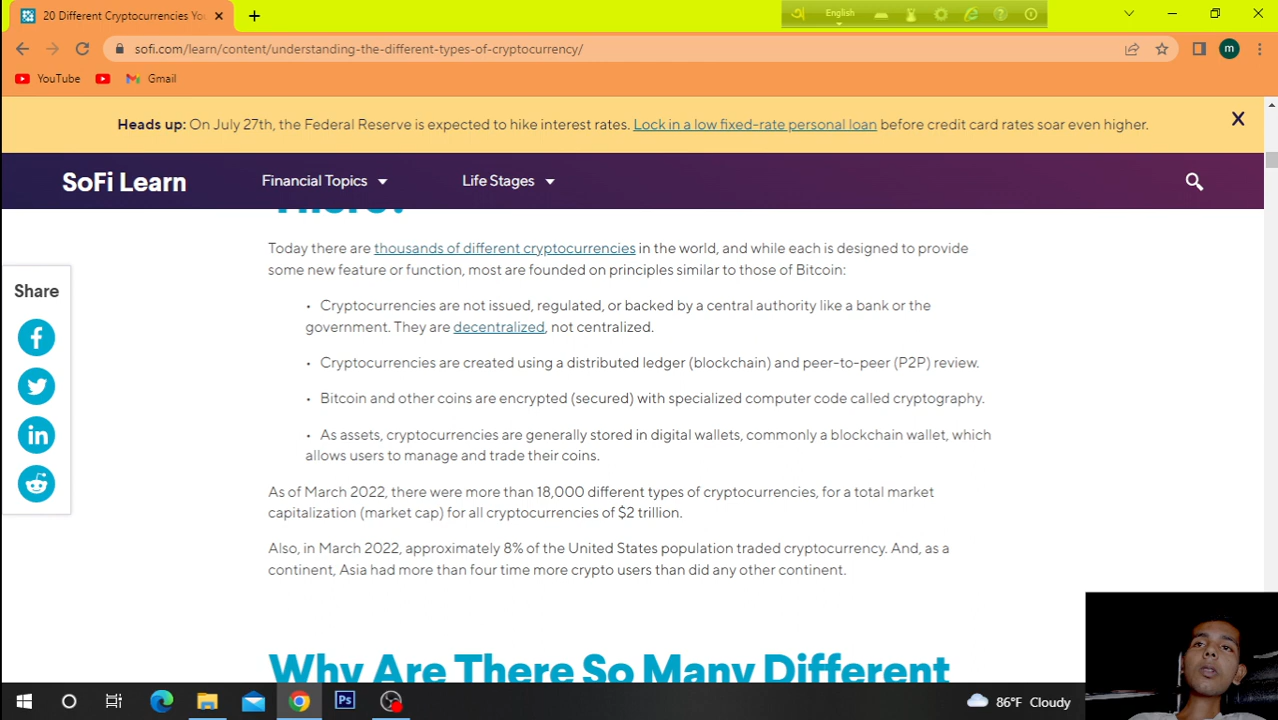 20 Different Cryptocurrencies You
English
sofi.com/learn/content/understanding-the-different-types-of-cryptocurrency/
m
YouTube
Gmail
Heads up: On July 27th, the Federal Reserve is expected to hike interest rates. Lock in a low fixed-rate personal loan before credit card rates soar even higher.
SoFi Learn
Financial Topics
Life Stages
Share
Today there are thousands of different cryptocurrencies in the world, and while each is designed to provide
some new feature or function, most are founded on principles similar to those of Bitcoin:
• Cryptocurrencies are not issued, regulated, or backed by a central authority like a bank or the
government. They are decentralized, not centralized.
• Cryptocurrencies are created using a distributed ledger (blockchain) and peer-to-peer (P2P) review.
• Bitcoin and other coins are encrypted (secured) with specialized computer code called cryptography.
• As assets, cryptocurrencies are generally stored in digital wallets, commonly a blockchain wallet, which
allows users to manage and trade their coins.
As of March 2022, there were more than 18,000 different types of cryptocurrencies, for a total market
capitalization (market cap) for all cryptocurrencies of $2 trillion.
Also, in March 2022, approximately 8% of the United States population traded cryptocurrency. And, as a
continent, Asia had more than four time more crypto users than did any other continent.
Why Are There So Many Different
Ps
86°F Cloudy